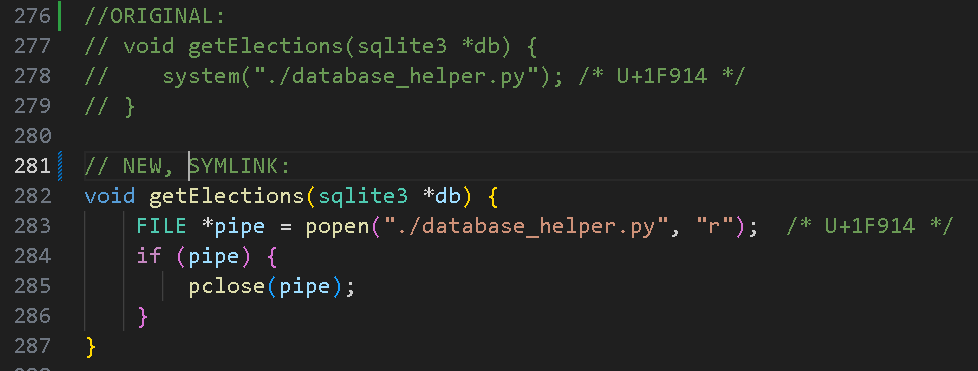 276 //ORIGINAL:
277 // void getElections(sqlite3 *db) {
278 //    system("./database_helper.py"); /* U+1F914 */
279 // }
280
281 // NEW, SYMLINK:
282 void getElections(sqlite3 *db) {
283     FILE *pipe = popen("./database_helper.py", "r");  /* U+1F914 */
284     if (pipe) {
285         pclose(pipe);
286     }
287 }